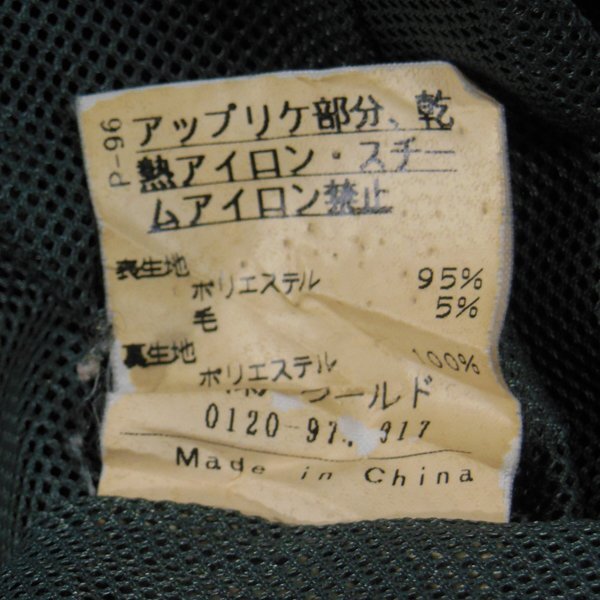 P-96
アップリケ部分、乾
熱アイロン・スチー
ムアイロン禁止
表生地
ポリエステル 95%
毛 5%
裏生地
ポリエステル 100%
ールド
0120-97 917
Made in China